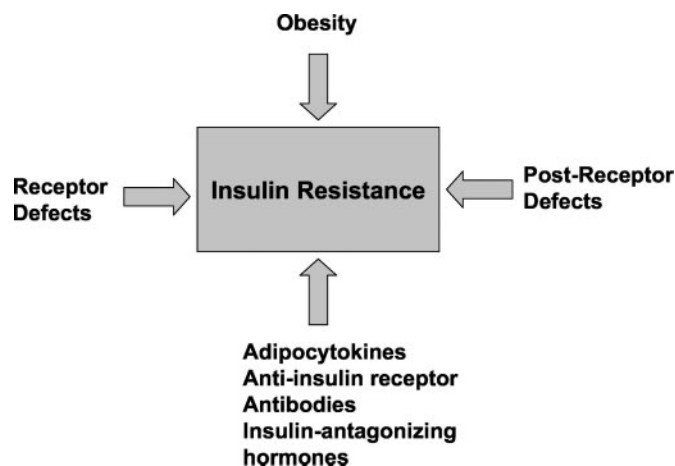 Obesity
Receptor
Defects
Insulin Resistance
Post-Receptor
Defects
Adipocytokines
Anti-insulin receptor
Antibodies
Insulin-antagonizing
hormones